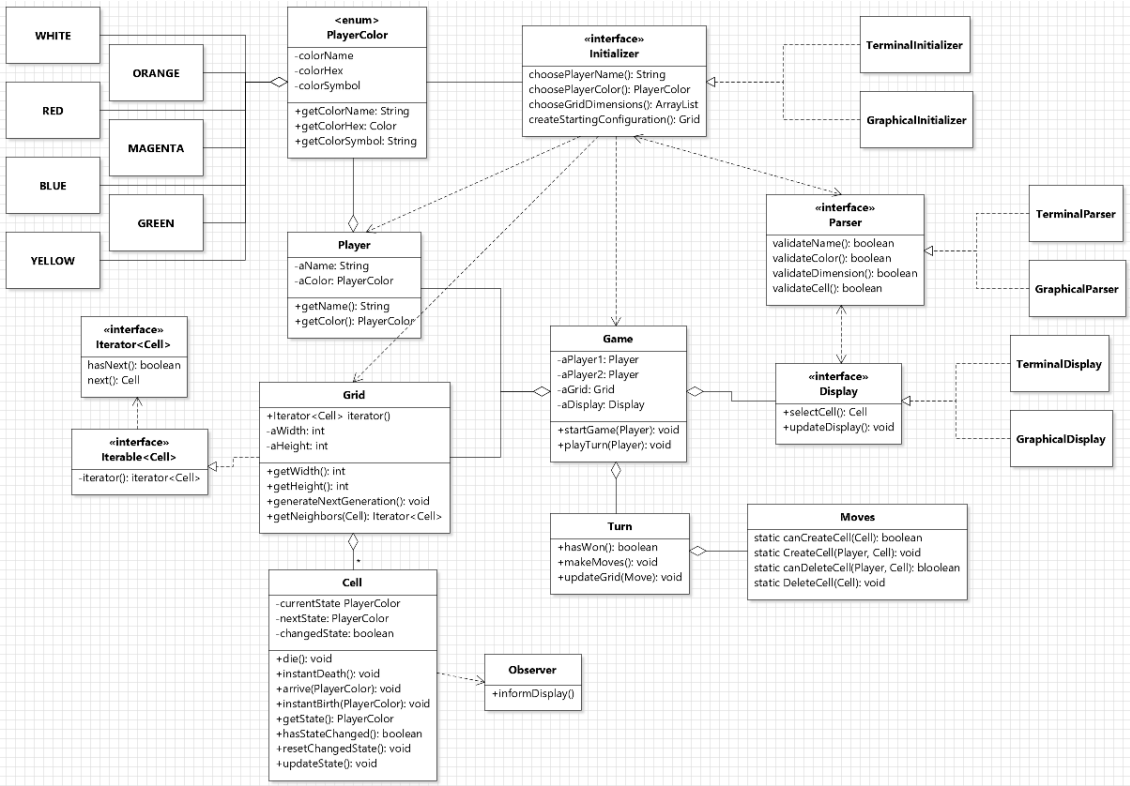 WHITE
ORANGE
RED
MAGENTA
BLUE
GREEN
YELLOW
<enum>
PlayerColor
-colorName
-colorHex
-colorSymbol
+getColorName: String
+getColorHex: Color
+getColorSymbol: String
«interface»
Initializer
choosePlayerName(): String
choosePlayerColor(): PlayerColor
chooseGridDimensions(): ArrayList
createStartingConfiguration(): Grid
TerminalInitializer
GraphicalInitializer
Player
-aName: String
-aColor: PlayerColor
+getName(): String
+getColor(): PlayerColor
«interface»
Parser
validateName(): boolean
validateColor(): boolean
validateDimension(): boolean
validateCell(): boolean
TerminalParser
GraphicalParser
«interface»
Iterator<Cell>
hasNext(): boolean
next(): Cell
«interface»
Iterable<Cell>
-iterator(): iterator<Cell>
Grid
+Iterator<Cell> iterator()
-aWidth: int
-aHeight: int
+getWidth(): int
+getHeight(): int
+generateNextGeneration(): void
+getNeighbors(Cell): Iterator<Cell>
Game
-aPlayer1: Player
-aPlayer2: Player
-aGrid: Grid
-aDisplay: Display
+startGame(Player): void
+playTurn(Player): void
«interface»
Display
+selectCell(): Cell
+updateDisplay(): void
TerminalDisplay
GraphicalDisplay
Turn
+hasWon(): boolean
+makeMoves(): void
+updateGrid(Move): void
Moves
static canCreateCell(Cell): boolean
static CreateCell(Player, Cell): void
static canDeleteCell(Player, Cell): bloolean
static DeleteCell(Cell): void
*
Cell
-currentState PlayerColor
-nextState: PlayerColor
-changedState: boolean
+die(): void
+instantDeath(): void
+arrive(PlayerColor): void
+instantBirth(PlayerColor): void
+getState(): PlayerColor
+hasStateChanged(): boolean
+resetChangedState(): void
+updateState(): void
Observer
+informDisplay()